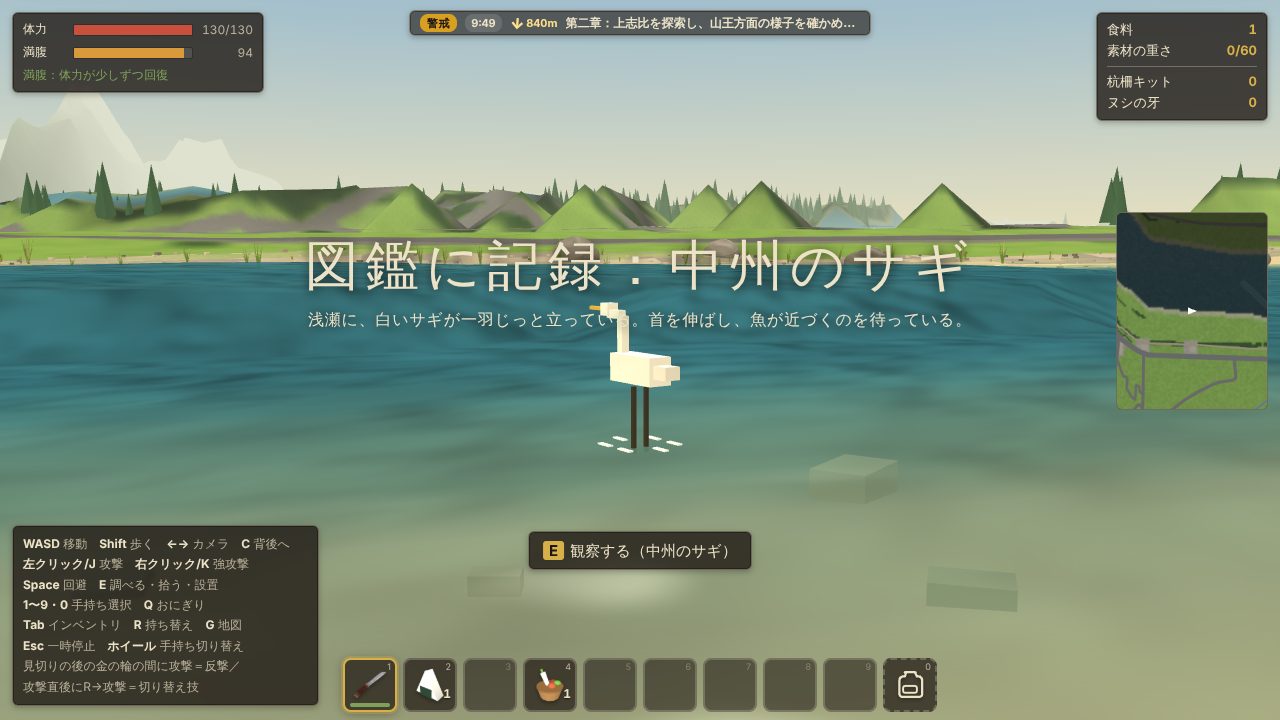 体力 130/130
満腹 94
満腹：体力が少しずつ回復
警戒 9:49 840m 第二章：上志比を探索し、山王方面の様子を確かめ…
食料 1
素材の重さ 0/60
杭柵キット 0
ヌシの牙 0
図鑑に記録：中州のサギ
浅瀬に、白いサギが一羽じっと立っている。首を伸ばし、魚が近づくのを待っている。
E 観察する（中州のサギ）
WASD 移動 Shift 歩く ←→ カメラ C 背後へ
左クリック/J 攻撃 右クリック/K 強攻撃
Space 回避 E 調べる・拾う・設置
1〜9・0 手持ち選択 Q おにぎり
Tab インベントリ R 持ち替え G 地図
Esc 一時停止 ホイール 手持ち切り替え
見切りの後の金の輪の間に攻撃＝反撃／
攻撃直後にR→攻撃＝切り替え技
1 2 3 4 5 6 7 8 9 0
1 1